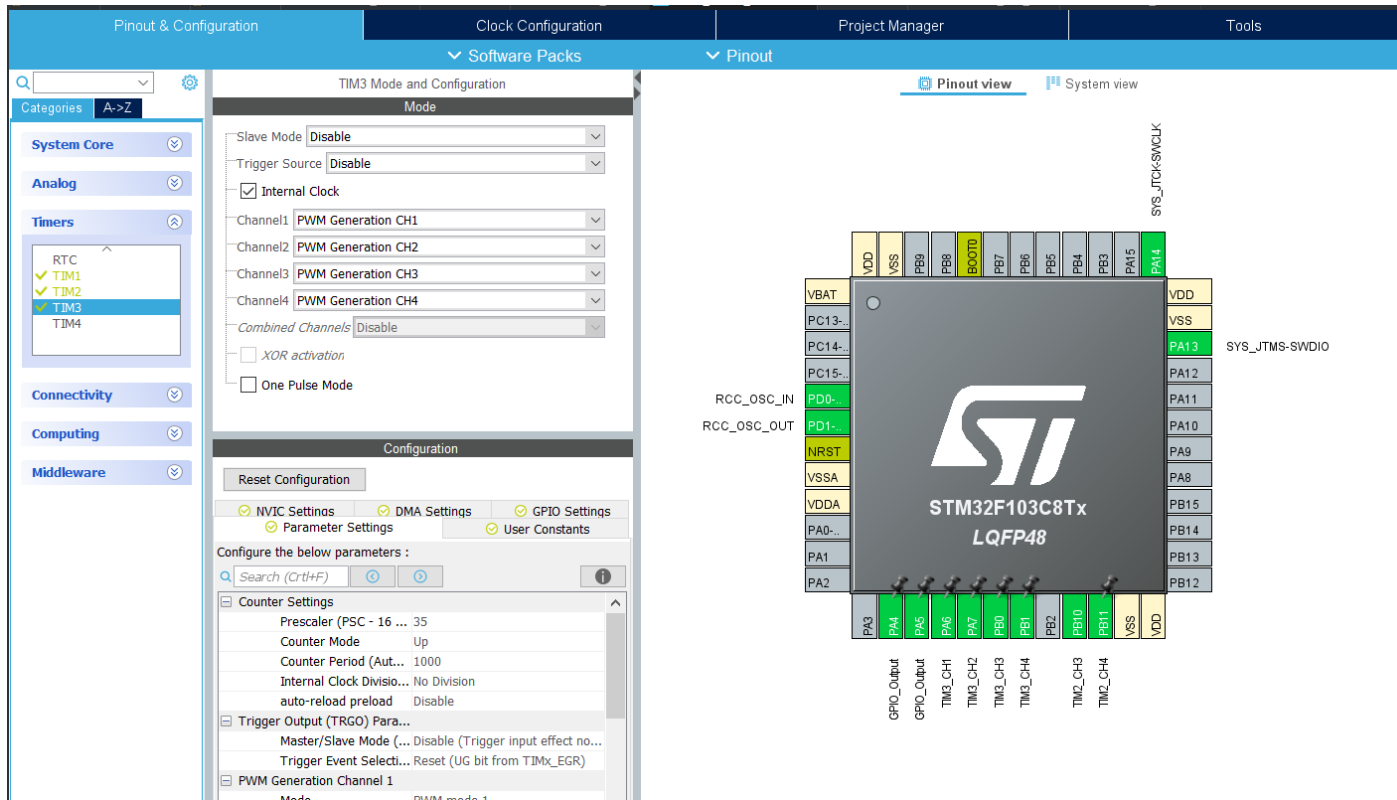 Pinout & Configuration
Clock Configuration
Project Manager
Tools
Software Packs
Pinout
Categories
A->Z
System Core
Analog
Timers
RTC
TIM1
TIM2
TIM3
TIM4
Connectivity
Computing
Middleware
TIM3 Mode and Configuration
Mode
Slave Mode Disable
Trigger Source Disable
Internal Clock
Channel1 PWM Generation CH1
Channel2 PWM Generation CH2
Channel3 PWM Generation CH3
Channel4 PWM Generation CH4
Combined Channels Disable
XOR activation
One Pulse Mode
Configuration
Reset Configuration
NVIC Settings
DMA Settings
GPIO Settings
Parameter Settings
User Constants
Configure the below parameters :
Search (Crtl+F)
Counter Settings
Prescaler (PSC - 16 ... 35
Counter Mode Up
Counter Period (Aut... 1000
Internal Clock Divisio... No Division
auto-reload preload Disable
Trigger Output (TRGO) Para...
Master/Slave Mode (... Disable (Trigger input effect no...
Trigger Event Selecti... Reset (UG bit from TIMx_EGR)
PWM Generation Channel 1
Mode PWM mode 1
Pinout view
System view
SYS_JTCK-SWCLK
VDD
VSS
PB9
PB8
BOOT0
PB7
PB6
PB5
PB4
PB3
PA15
PA14
VBAT
PC13-..
PC14-..
PC15-..
RCC_OSC_IN PD0-..
RCC_OSC_OUT PD1-..
NRST
VSSA
VDDA
PA0-..
PA1
PA2
STM32F103C8Tx
LQFP48
VDD
VSS
PA13 SYS_JTMS-SWDIO
PA12
PA11
PA10
PA9
PA8
PB15
PB14
PB13
PB12
PA3
PA4
PA5
PA6
PA7
PB0
PB1
PB2
PB10
PB11
VSS
VDD
GPIO_Output
GPIO_Output
TIM3_CH1
TIM3_CH2
TIM3_CH3
TIM3_CH4
TIM2_CH3
TIM2_CH4